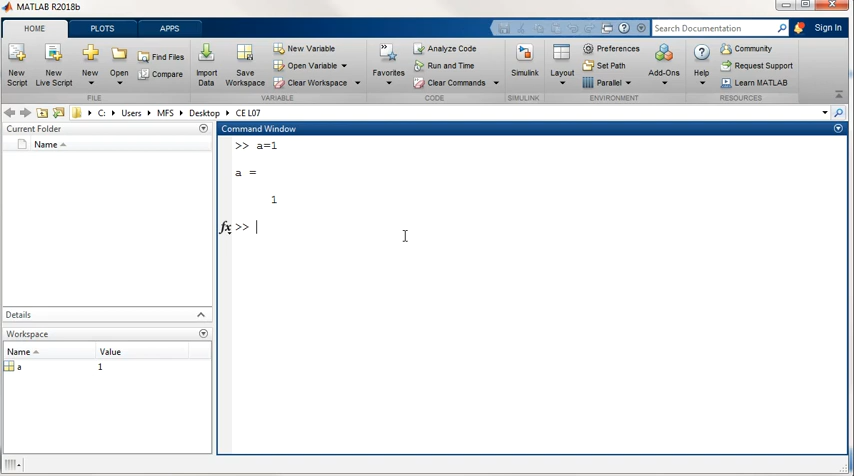 MATLAB R2018b
HOME PLOTS APPS
Search Documentation Sign In
New Script
New Live Script
New
Open
Find Files
Compare
Import Data
Save Workspace
New Variable
Open Variable
Clear Workspace
Favorites
Analyze Code
Run and Time
Clear Commands
Simulink
Layout
Preferences
Set Path
Parallel
Add-Ons
Help
Community
Request Support
Learn MATLAB
FILE VARIABLE CODE SIMULINK ENVIRONMENT RESOURCES
C: Users MFS Desktop CE L07
Current Folder
Name
Command Window
>> a=1
a =
1
fx >>
Details
Workspace
Name Value
a 1